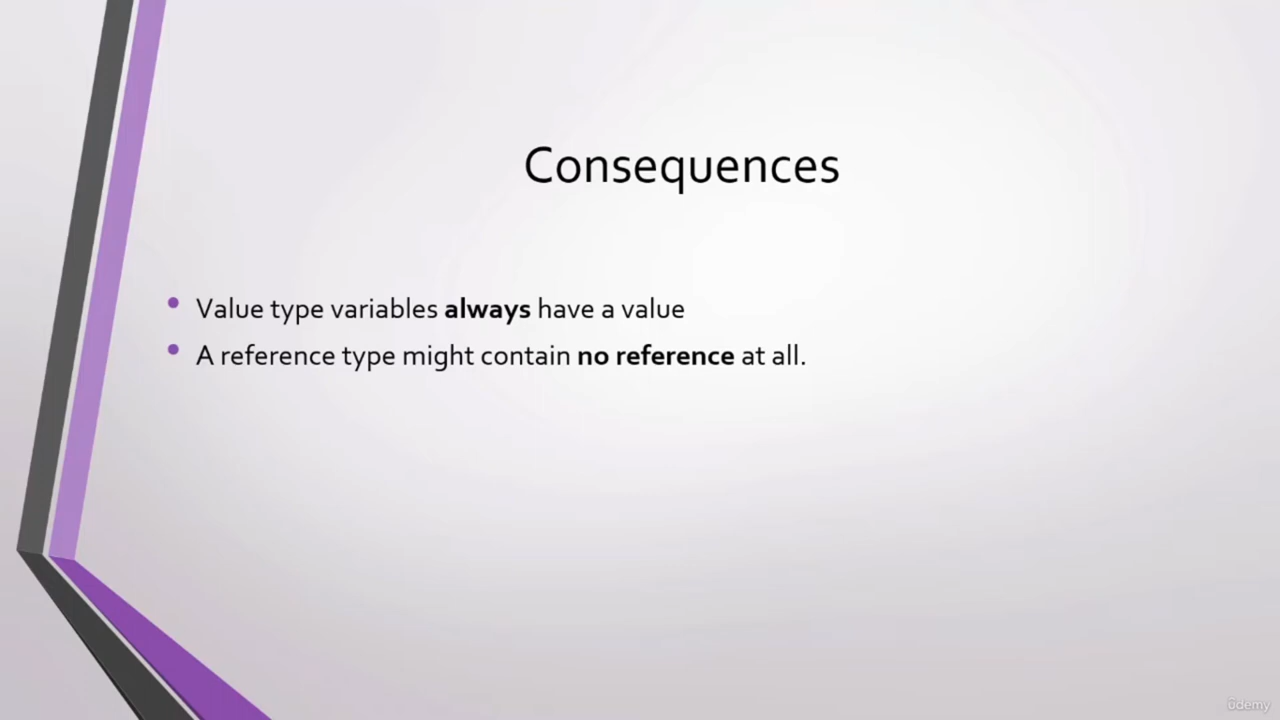 Consequences
• Value type variables always have a value
• A reference type might contain no reference at all.
ûdemy